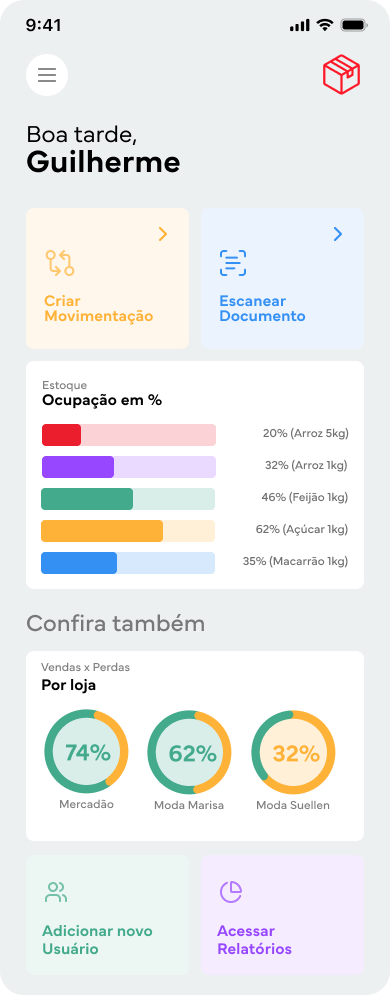 9:41
Boa tarde,
Guilherme
Criar
Movimentação
Escanear
Documento
Estoque
Ocupação em %
20% (Arroz 5kg)
32% (Arroz 1kg)
46% (Feijão 1kg)
62% (Açúcar 1kg)
35% (Macarrão 1kg)
Confira também
Vendas x Perdas
Por loja
74%
62%
32%
Mercadão
Moda Marisa
Moda Suellen
Adicionar novo
Usuário
Acessar
Relatórios